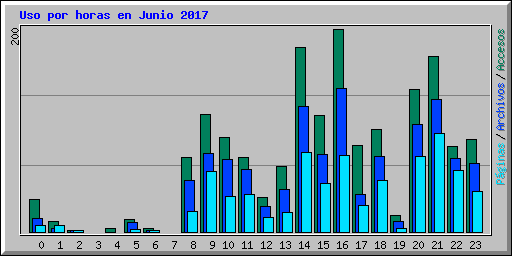 Uso por horas en Junio 2017
200
Páginas / Archivos / Accesos
0 1 2 3 4 5 6 7 8 9 10 11 12 13 14 15 16 17 18 19 20 21 22 23